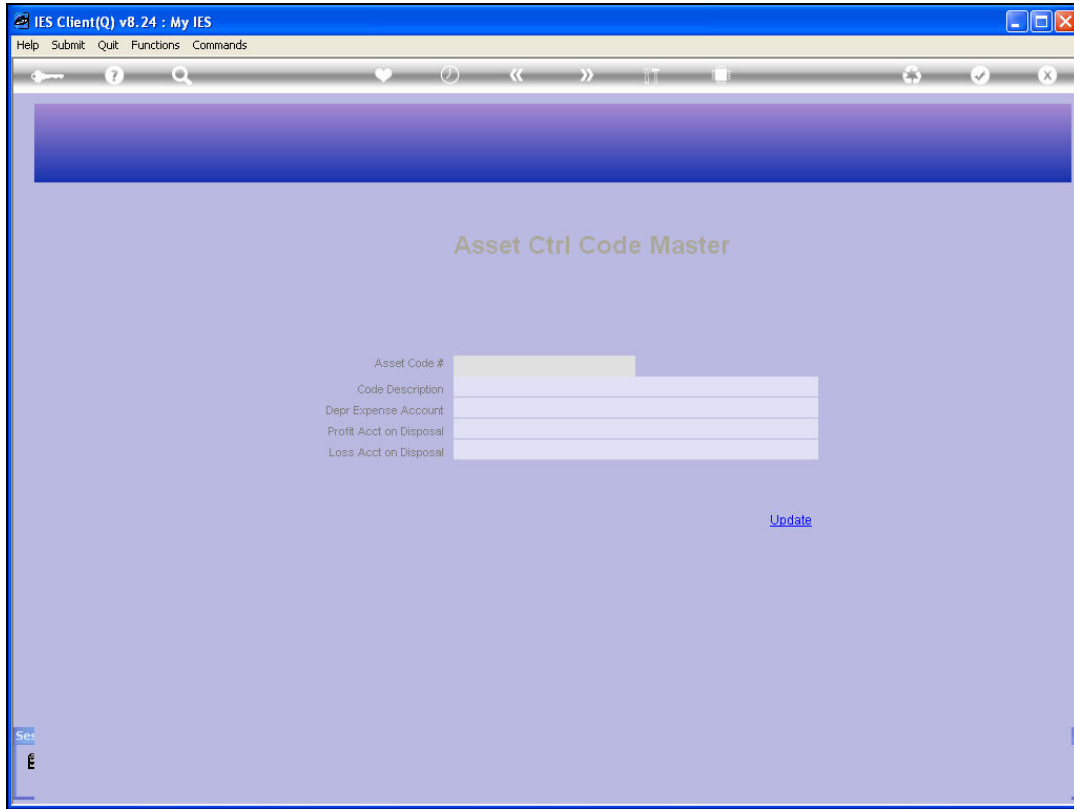 IES Client(Q) v8.24 : My IES
Help Submit Quit Functions Commands
Asset Ctrl Code Master
Asset Code #
Code Description
Depr Expense Account
Profit Acct on Disposal
Loss Acct on Disposal
Update